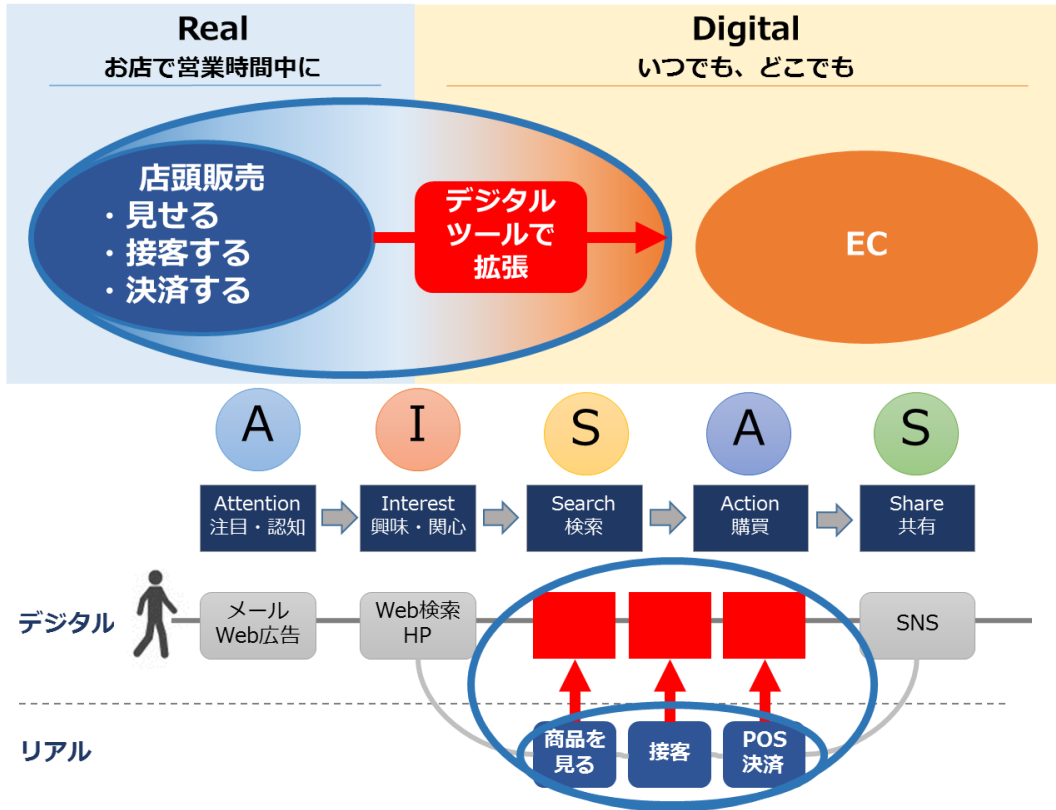 Real
お店で営業時間中に
Digital
いつでも、どこでも
店頭販売
・見せる
・接客する
・決済する
デジタル
ツールで
拡張
EC
A
I
S
A
S
Attention
注目・認知
Interest
興味・関心
Search
検索
Action
購買
Share
共有
デジタル
メール
Web広告
Web検索
HP
SNS
リアル
商品を
見る
接客
POS
決済